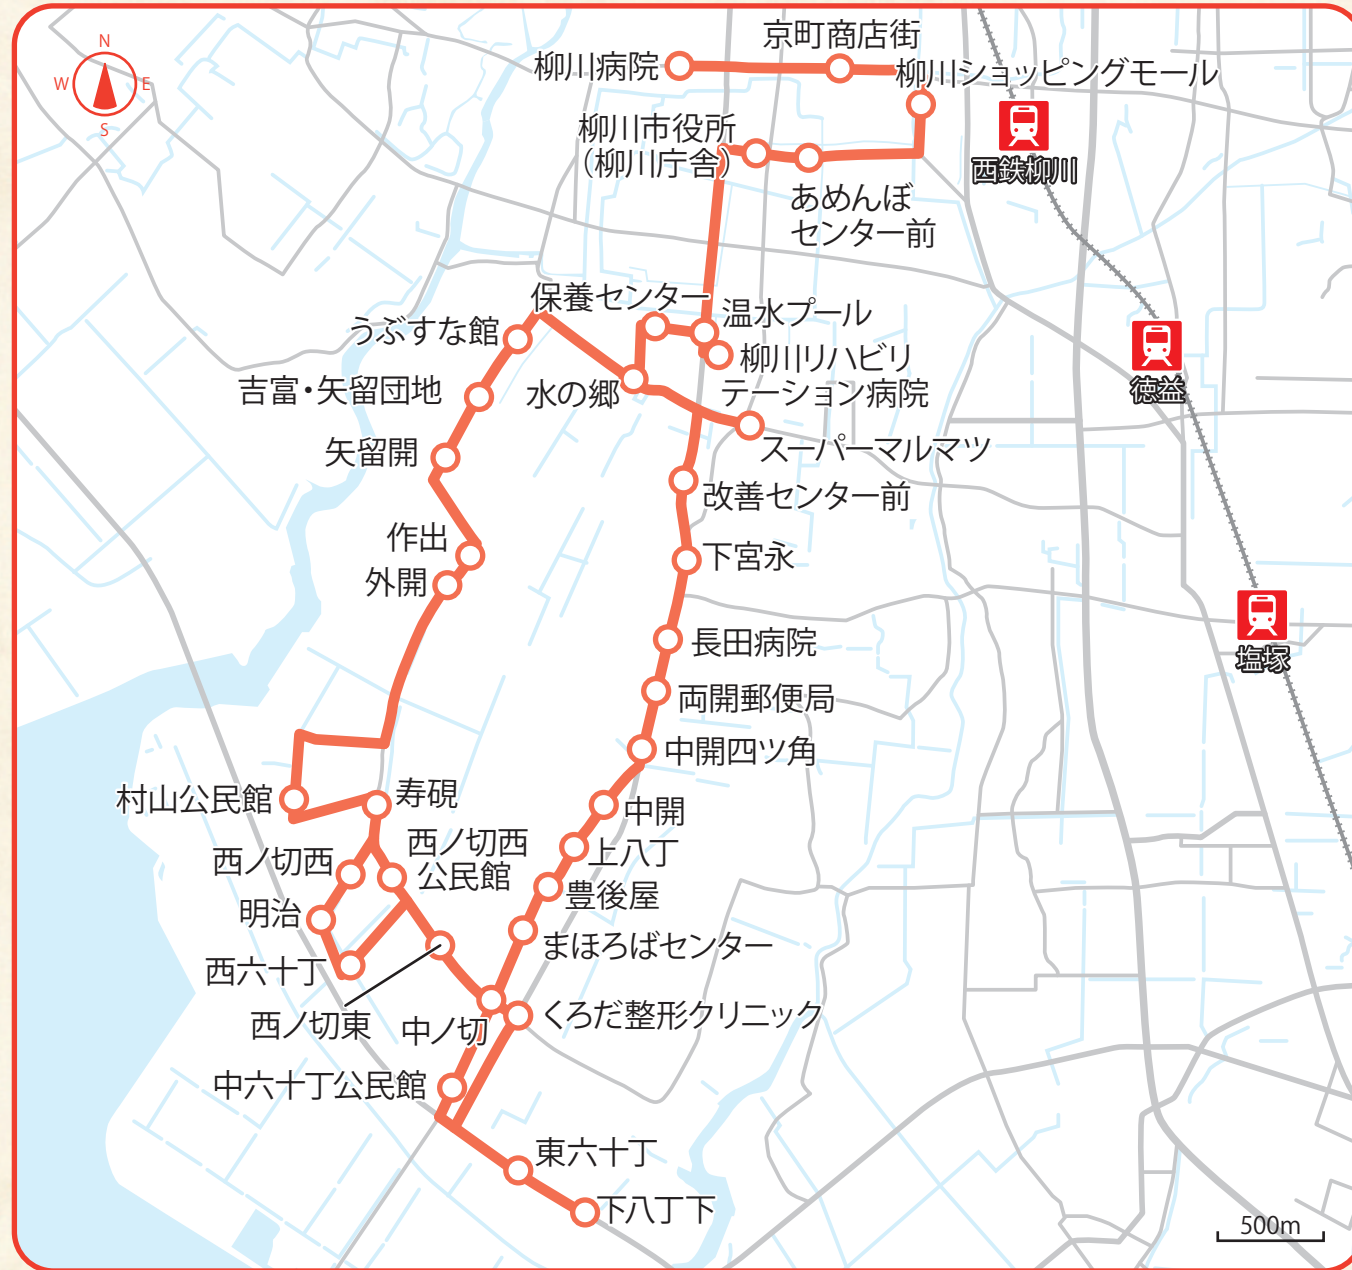 N
W
E
S
京町商店街
柳川病院
柳川ショッピングモール
柳川市役所
（柳川庁舎）
西鉄柳川
あめんぼ
センター前
保養センター
温水プール
うぶすな館
柳川リハビリ
テーション病院
徳益
吉富・矢留団地
水の郷
スーパーマルマツ
矢留開
改善センター前
作出
下宮永
外開
長田病院
塩塚
両開郵便局
中開四ツ角
村山公民館
寿硯
中開
西ノ切西
公民館
西ノ切西
上八丁
豊後屋
明治
まほろばセンター
西六十丁
西ノ切東
中ノ切
くろだ整形クリニック
中六十丁公民館
東六十丁
下八丁下
500m